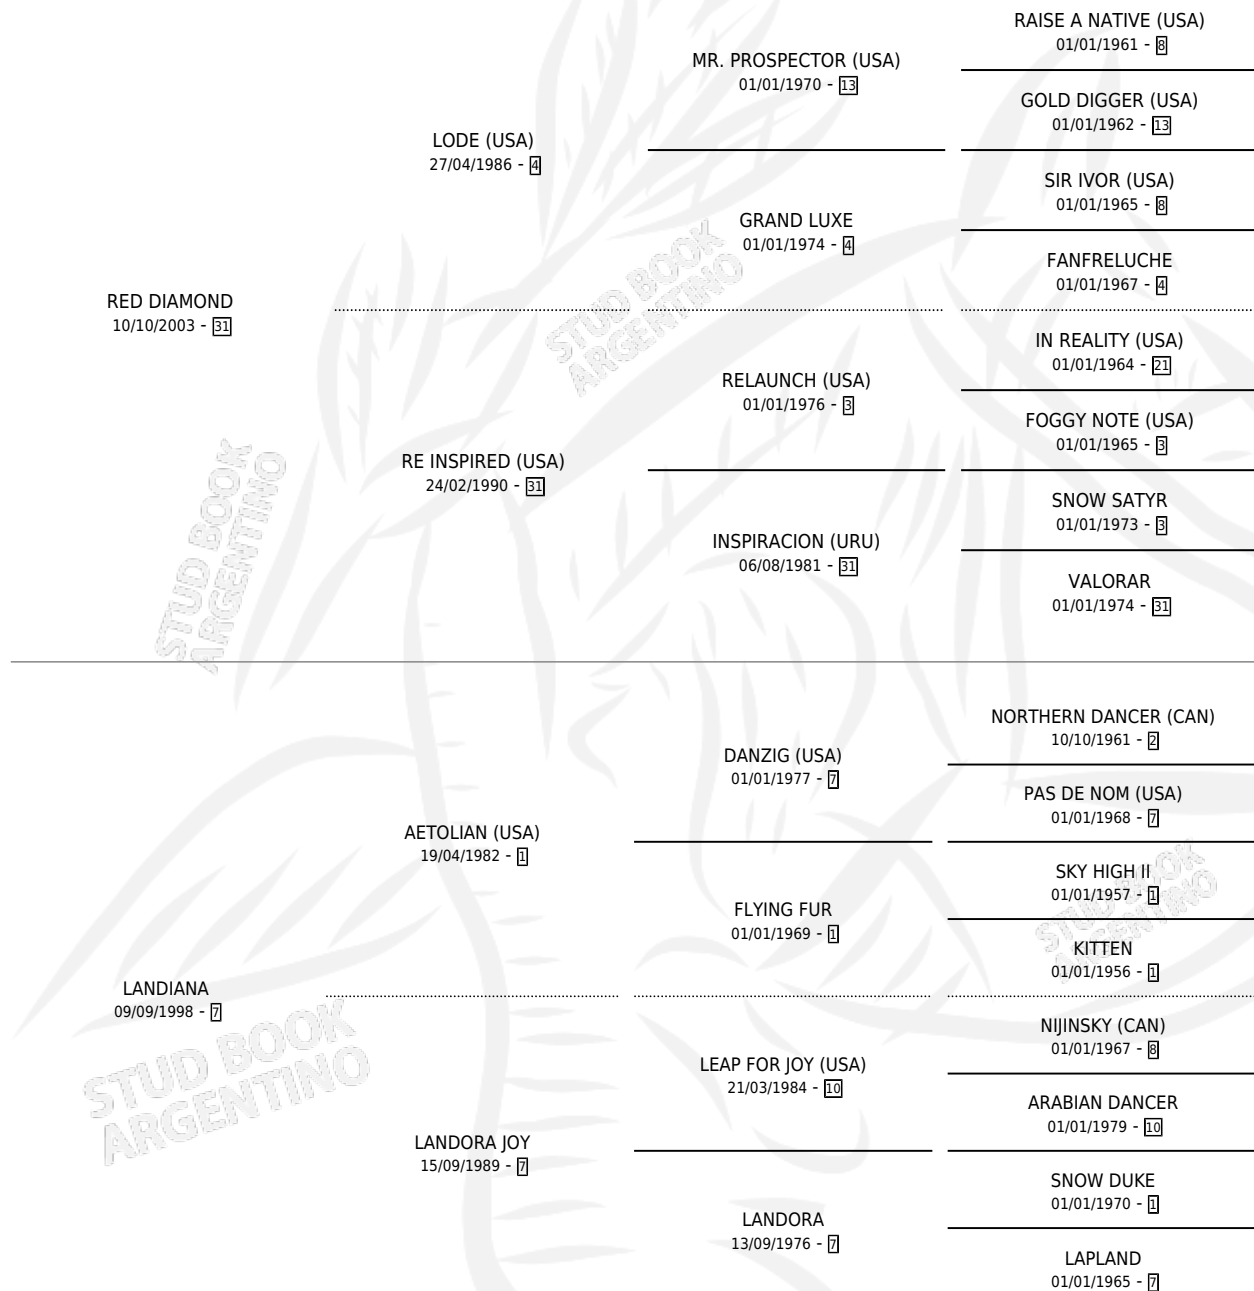 RAISE A NATIVE (USA)
01/01/1961 - 8
MR. PROSPECTOR (USA)
01/01/1970 - 13
GOLD DIGGER (USA)
01/01/1962 - 13
LODE (USA)
27/04/1986 - 4
SIR IVOR (USA)
01/01/1965 - 8
GRAND LUXE
01/01/1974 - 4
FANFRELUCHE
01/01/1967 - 4
RED DIAMOND
10/10/2003 - 31
STUD BOOK
ARGENTINO
IN REALITY (USA)
01/01/1964 - 21
RELAUNCH (USA)
01/01/1976 - 3
FOGGY NOTE (USA)
01/01/1965 - 3
RE INSPIRED (USA)
24/02/1990 - 31
SNOW SATYR
01/01/1973 - 3
INSPIRACION (URU)
06/08/1981 - 31
VALORAR
01/01/1974 - 31
STUD BOOK
ARGENTINO
NORTHERN DANCER (CAN)
10/10/1961 - 2
DANZIG (USA)
01/01/1977 - 7
PAS DE NOM (USA)
01/01/1968 - 7
AETOLIAN (USA)
19/04/1982 - 1
SKY HIGH II
01/01/1957 - 1
FLYING FUR
01/01/1969 - 1
KITTEN
01/01/1956 - 1
STUD BOOK
ARGENTINO
LANDIANA
09/09/1998 - 7
NIJINSKY (CAN)
01/01/1967 - 8
LEAP FOR JOY (USA)
21/03/1984 - 10
ARABIAN DANCER
01/01/1979 - 10
STUD BOOK
ARGENTINO
LANDORA JOY
15/09/1989 - 7
SNOW DUKE
01/01/1970 - 1
LANDORA
13/09/1976 - 7
LAPLAND
01/01/1965 - 7